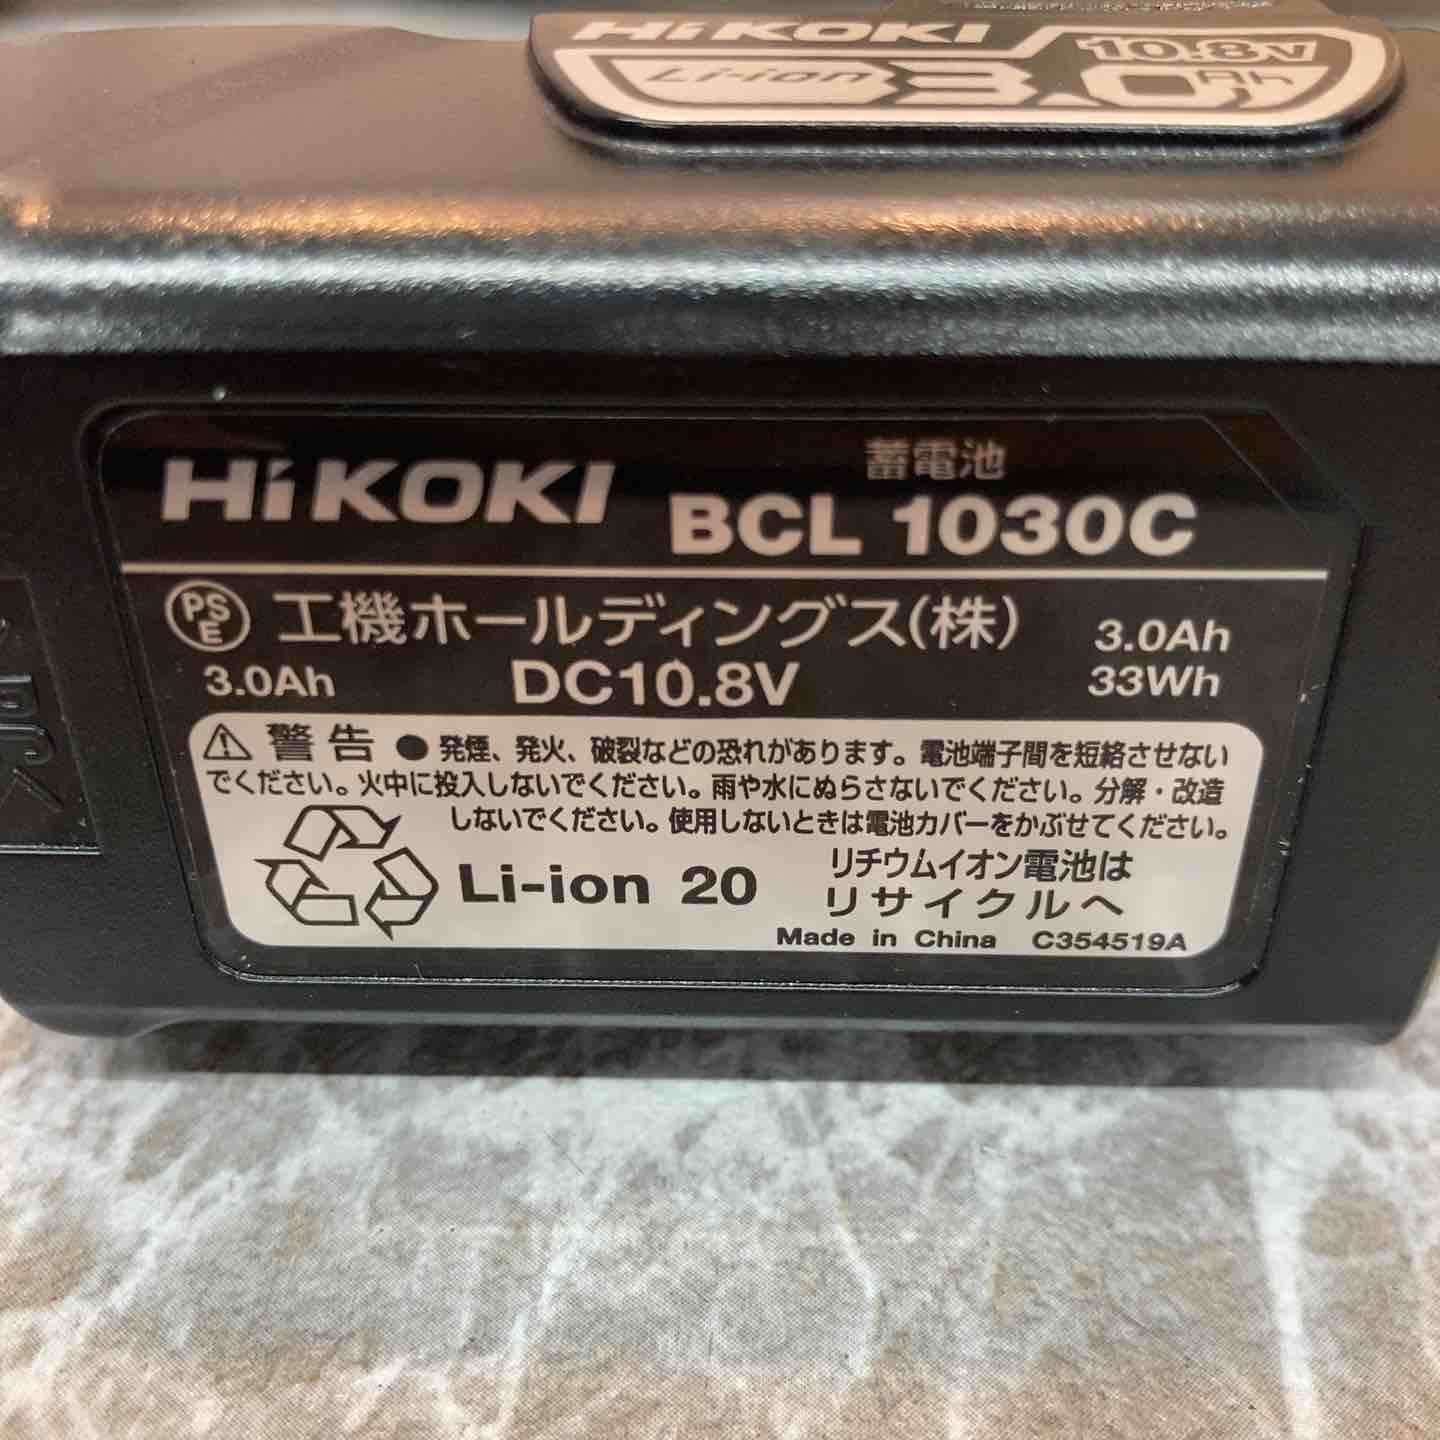 HiKOKI 10.8V
Li-ion 3.0Ah
蓄電池
HiKOKI BCL 1030C
PSE 工機ホールディングス(株) 3.0Ah
3.0Ah DC10.8V 33Wh
⚠警告 ●発煙、発火、破裂などの恐れがあります。電池端子間を短絡させない
でください。火中に投入しないでください。雨や水にぬらさないでください。分解・改造
しないでください。使用しないときは電池カバーをかぶせてください。
Li-ion 20 リチウムイオン電池は
リサイクルへ
Made in China C354519A